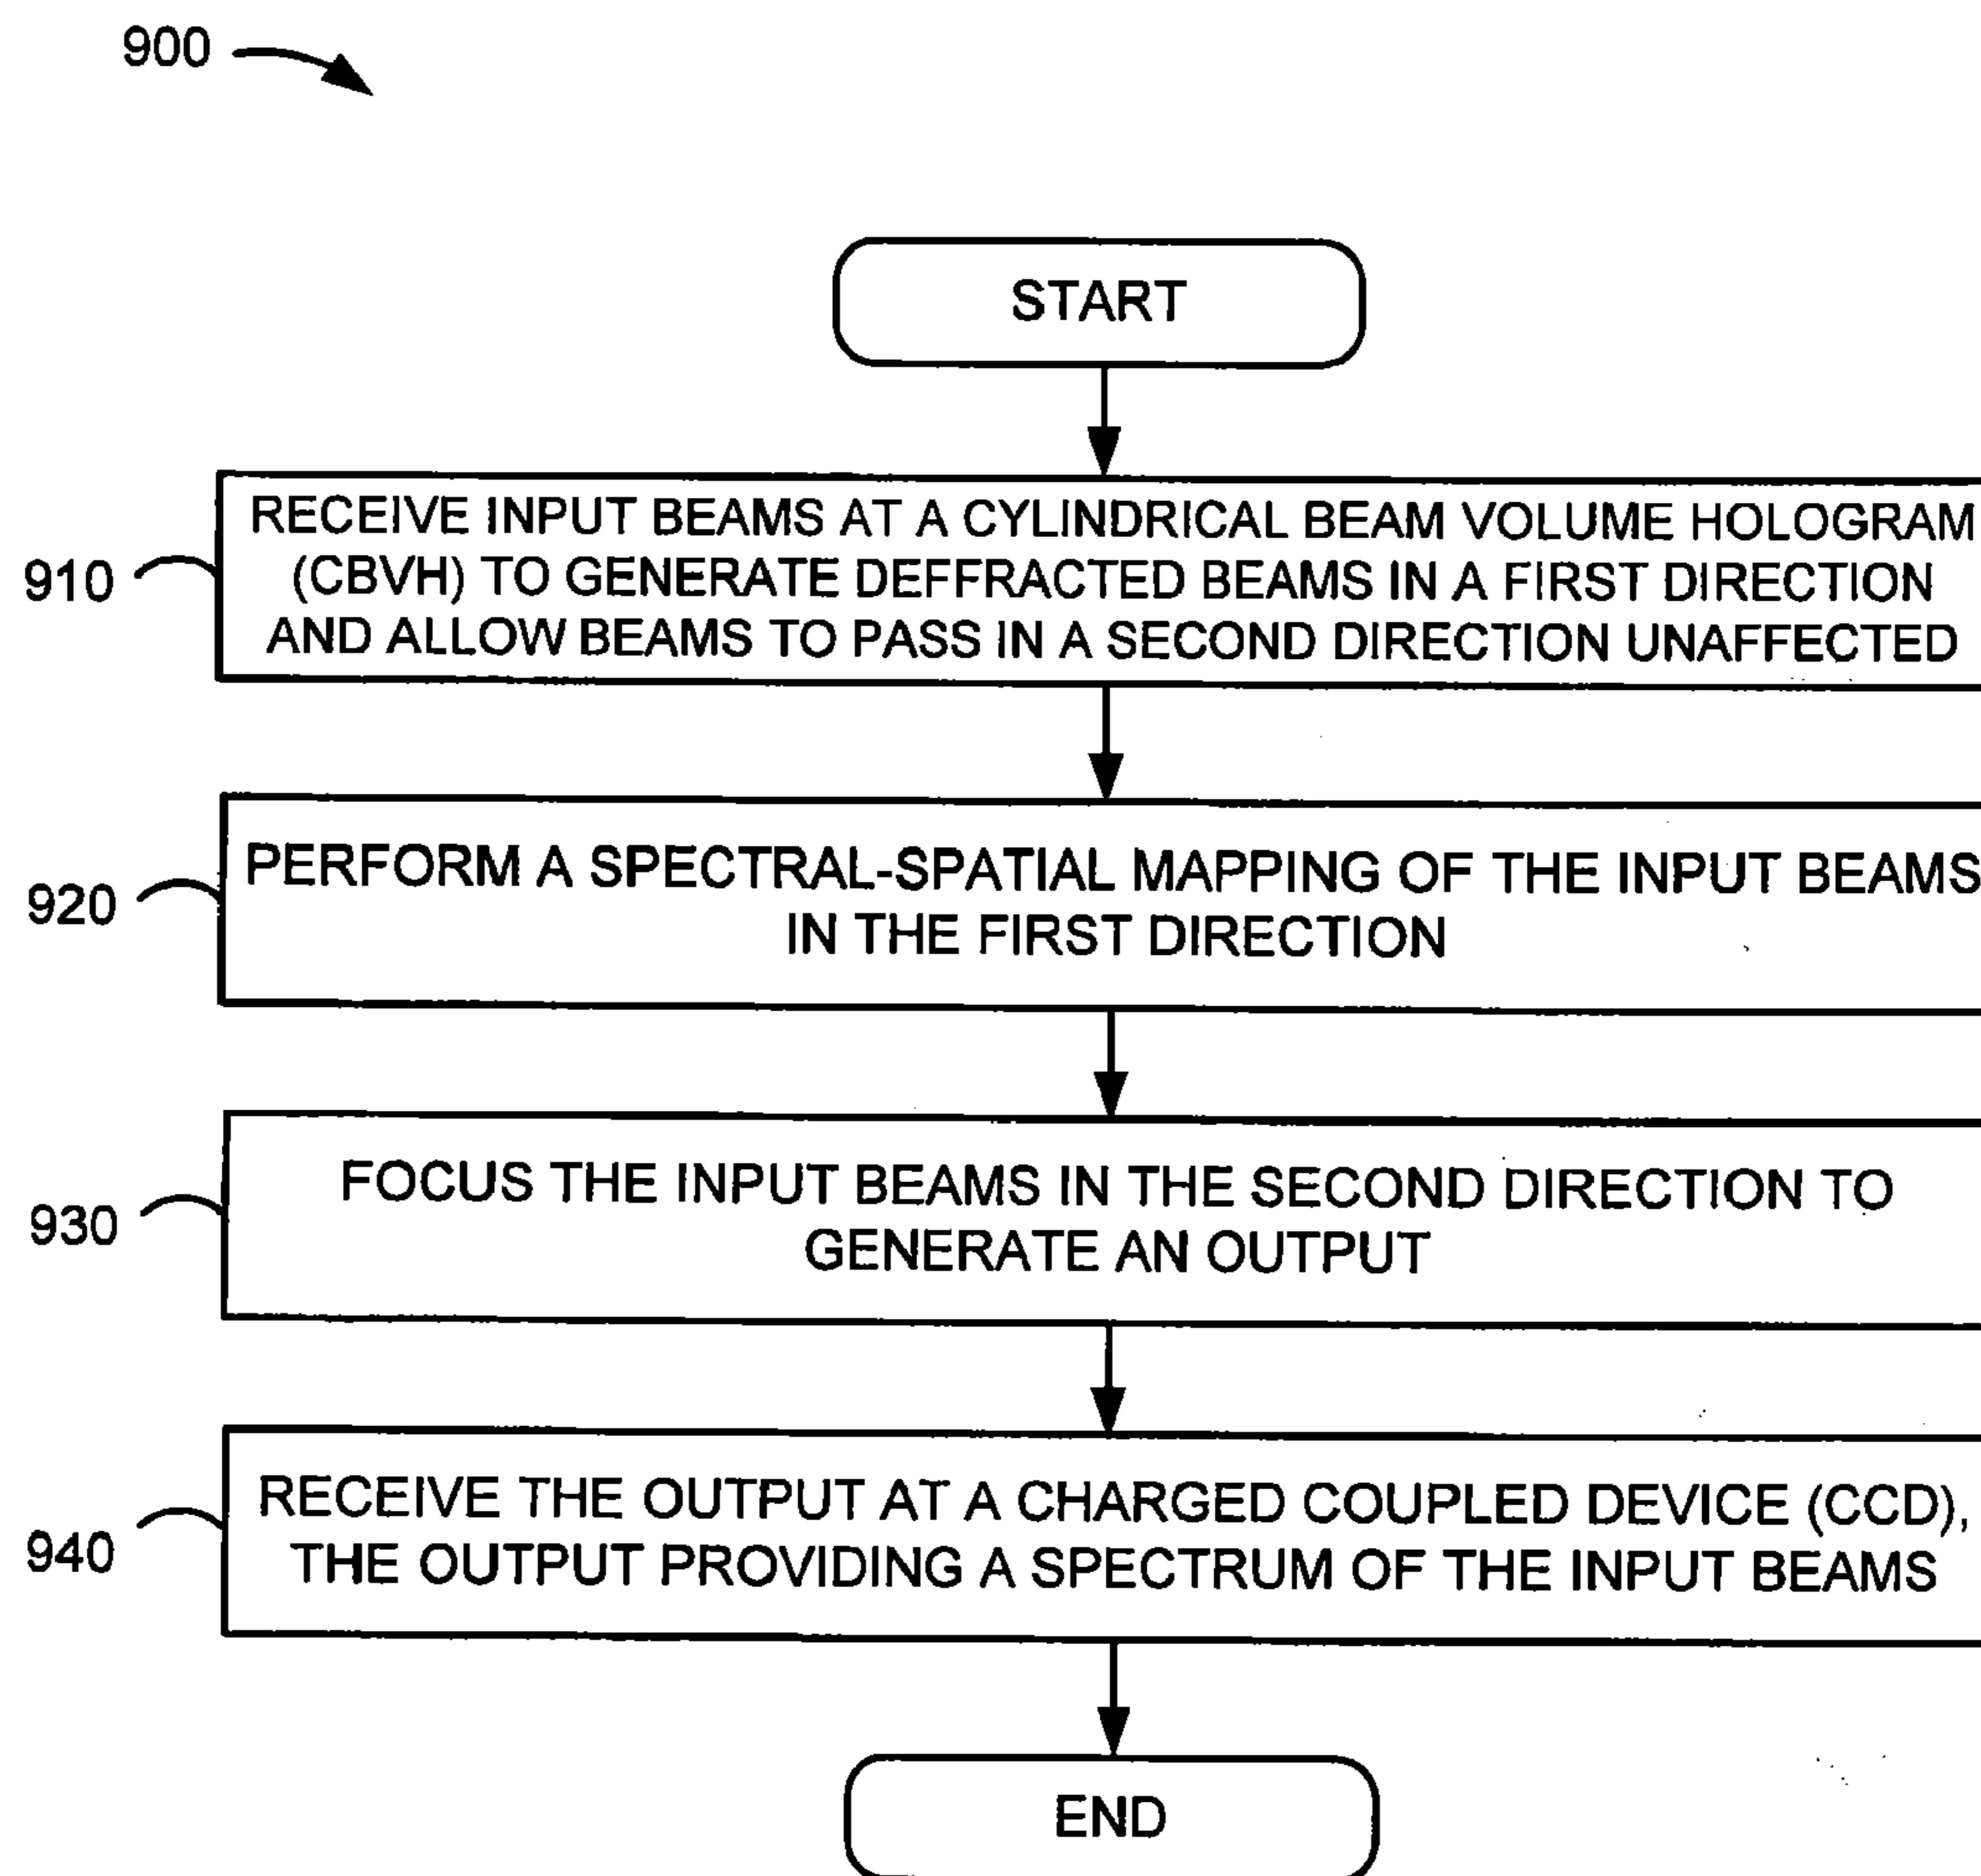 900
START
910
RECEIVE INPUT BEAMS AT A CYLINDRICAL BEAM VOLUME HOLOGRAM
(CBVH) TO GENERATE DEFFRACTED BEAMS IN A FIRST DIRECTION
AND ALLOW BEAMS TO PASS IN A SECOND DIRECTION UNAFFECTED
920
PERFORM A SPECTRAL-SPATIAL MAPPING OF THE INPUT BEAMS
IN THE FIRST DIRECTION
930
FOCUS THE INPUT BEAMS IN THE SECOND DIRECTION TO
GENERATE AN OUTPUT
940
RECEIVE THE OUTPUT AT A CHARGED COUPLED DEVICE (CCD),
THE OUTPUT PROVIDING A SPECTRUM OF THE INPUT BEAMS
END